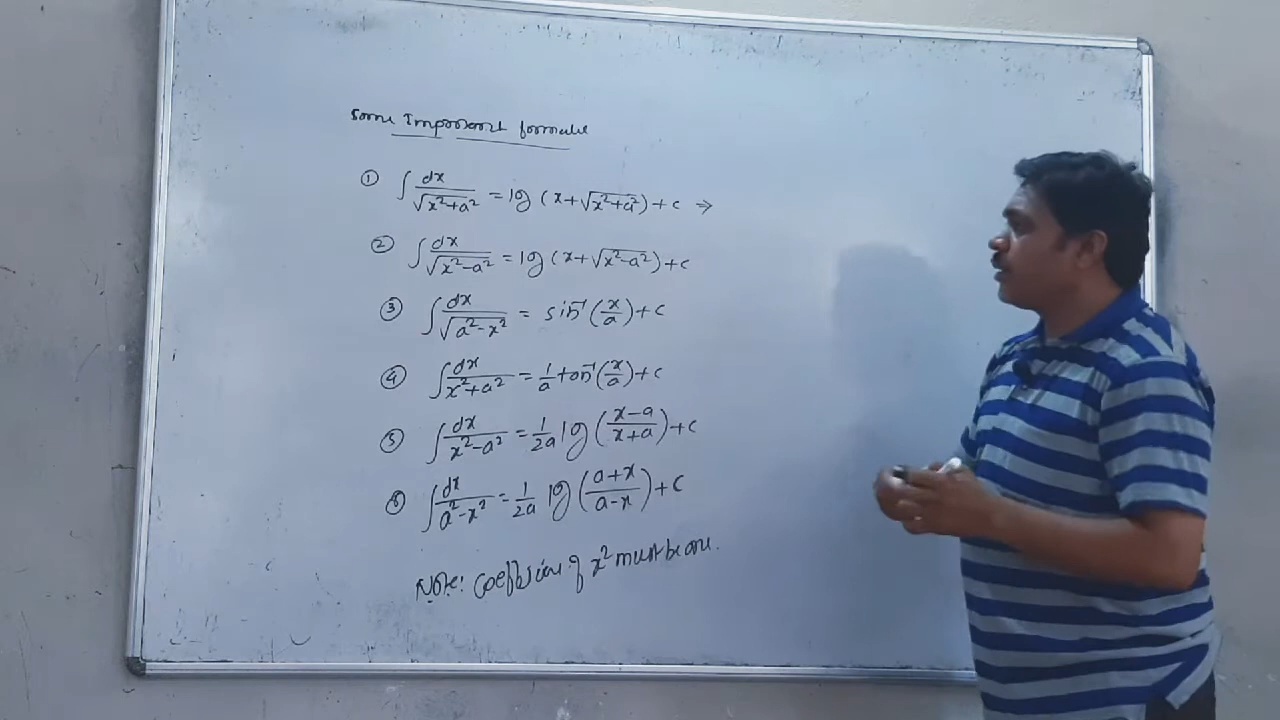 Some Important formulae
① ∫ dx/√(x²+a²) = log (x+√(x²+a²)) + c ⇒
② ∫ dx/√(x²-a²) = log (x+√(x²-a²)) + c
③ ∫ dx/√(a²-x²) = sin⁻¹(x/a) + c
④ ∫ dx/(x²+a²) = 1/a tan⁻¹(x/a) + c
⑤ ∫ dx/(x²-a²) = 1/2a log ((x-a)/(x+a)) + c
⑥ ∫ dx/(a²-x²) = 1/2a log ((a+x)/(a-x)) + c
Note: Coefficient of x² must be one.